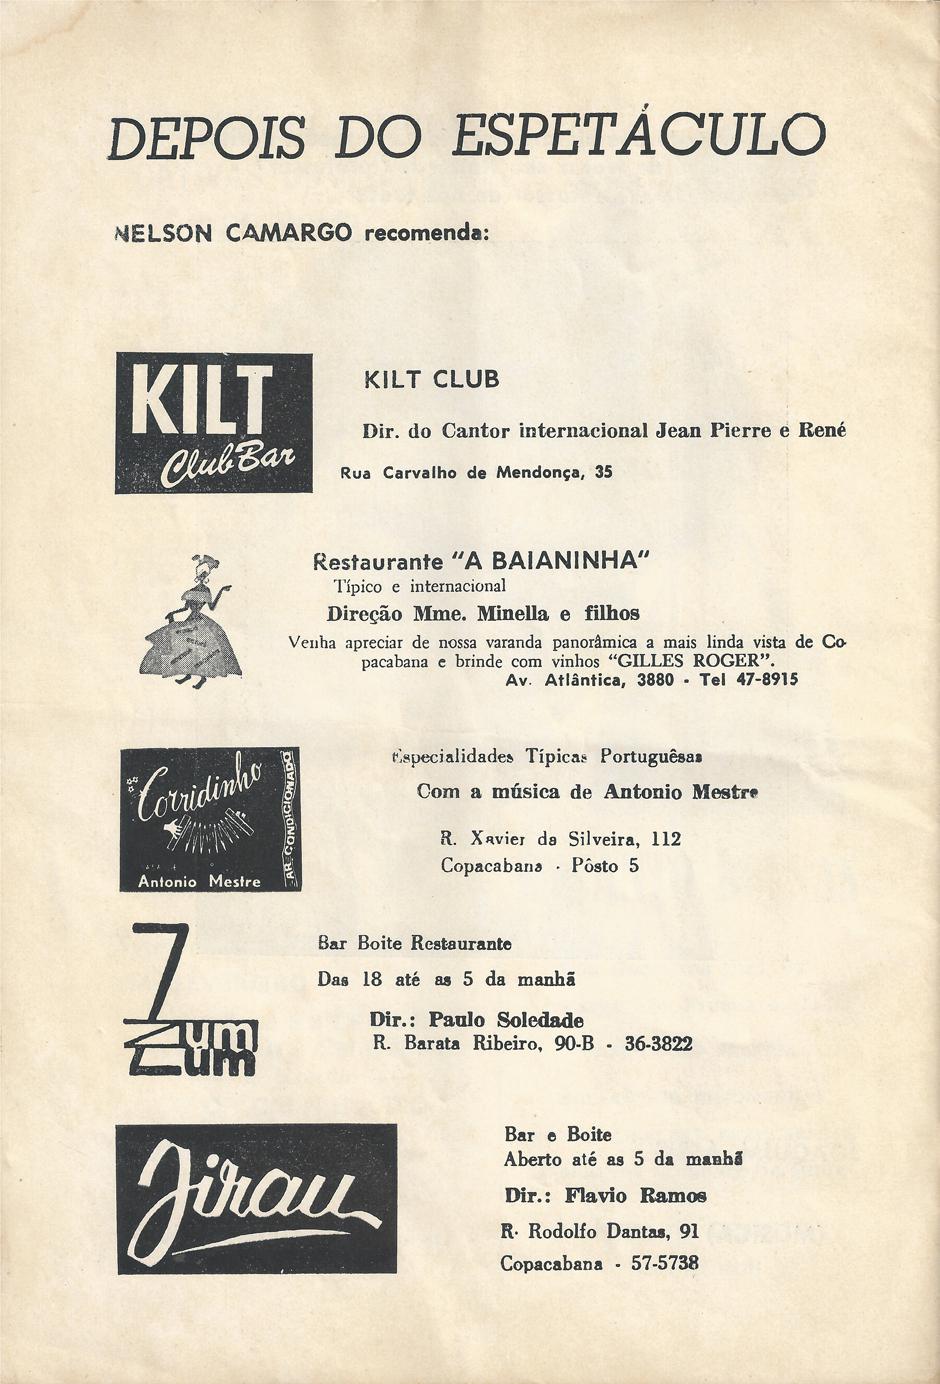 DEPOIS DO ESPETÁCULO
NELSON CAMARGO recomenda:
KILT
Club Bar
KILT CLUB
Dir. do Cantor internacional Jean Pierre e René
Rua Carvalho de Mendonça, 35
Restaurante "A BAIANINHA"
Típico e internacional
Direção Mme. Minella e filhos
Venha apreciar de nossa varanda panorâmica a mais linda vista de Co-
pacabana e brinde com vinhos "GILLES ROGER".
Av. Atlântica, 3880 - Tel 47-8915
Corridinho
AR CONDICIONADO
Antonio Mestre
Especialidades Típicas Portuguêsas
Com a música de Antonio Mestre
R. Xavier da Silveira, 112
Copacabana - Pôsto 5
Zum
Zum
Bar Boite Restaurante
Das 18 até as 5 da manhã
Dir.: Paulo Soledade
R. Barata Ribeiro, 90-B - 36-3822
Jirau
Bar e Boite
Aberto até as 5 da manhã
Dir.: Flavio Ramos
R. Rodolfo Dantas, 91
Copacabana - 57-5738